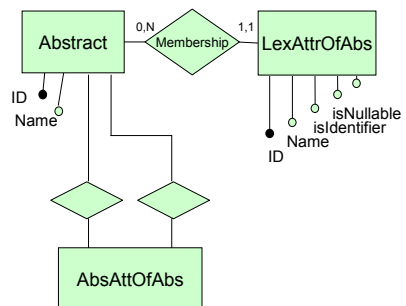 Abstract
0,N
Membership
1,1
LexAttrOfAbs
ID
Name
isNullable
isIdentifier
Name
ID
AbsAttOfAbs